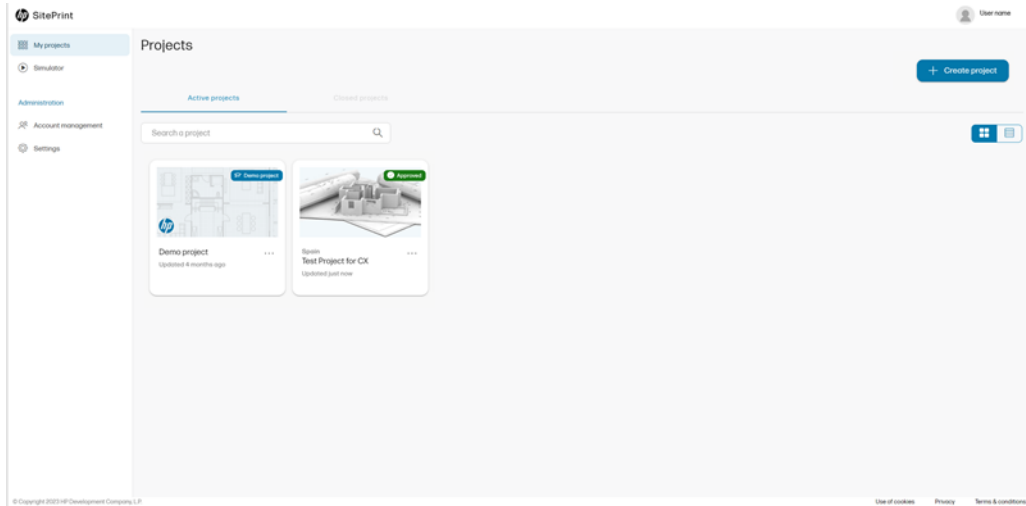 hp SitePrint
User name
My projects
Simulator
Administration
Account management
Settings
Projects
Create project
Active projects
Closed projects
Search a project
Demo project
hp
Demo project
...
Updated 4 months ago
Approved
Spain
Test Project for CX
...
Updated just now
© Copyright 2023 HP Development Company, L.P.
Use of cookies
Privacy
Terms & conditions